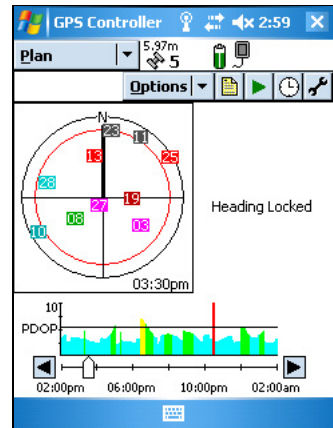 GPS Controller 2:59
Plan 5.97m 5
Options
N
23 11
13 25
28
27 19
08 03
10
Heading Locked
03:30pm
10
PDOP
02:00pm 06:00pm 10:00pm 02:00am